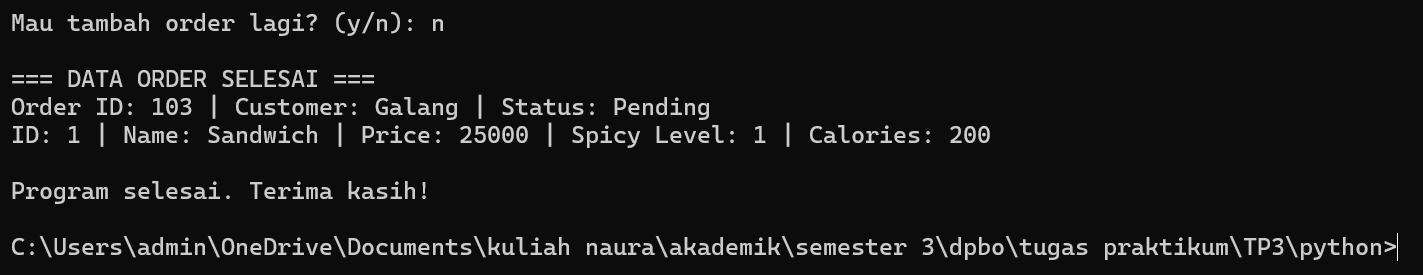 Mau tambah order lagi? (y/n): n
=== DATA ORDER SELESAI ===
Order ID: 103 | Customer: Galang | Status: Pending
ID: 1 | Name: Sandwich | Price: 25000 | Spicy Level: 1 | Calories: 200
Program selesai. Terima kasih!
C:\Users\admin\OneDrive\Documents\kuliah naura\akademik\semester 3\dpbo\tugas praktikum\TP3\python>